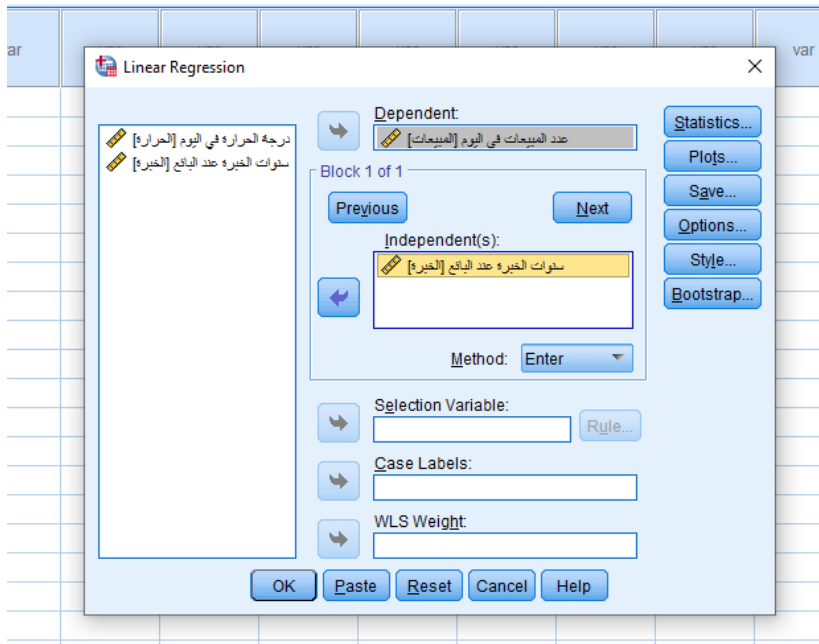 ar
var
Linear Regression
درجة الحرارة في اليوم [الحرارة]
سنوات الخبرة عند البائع [الخبرة]
Dependent:
عدد المبيعات في اليوم [المبيعات]
Block 1 of 1
Previous
Next
Independent(s):
سنوات الخبرة عند البائع [الخبرة]
Method:
Enter
Selection Variable:
Rule...
Case Labels:
WLS Weight:
Statistics...
Plots...
Save...
Options...
Style...
Bootstrap...
OK
Paste
Reset
Cancel
Help